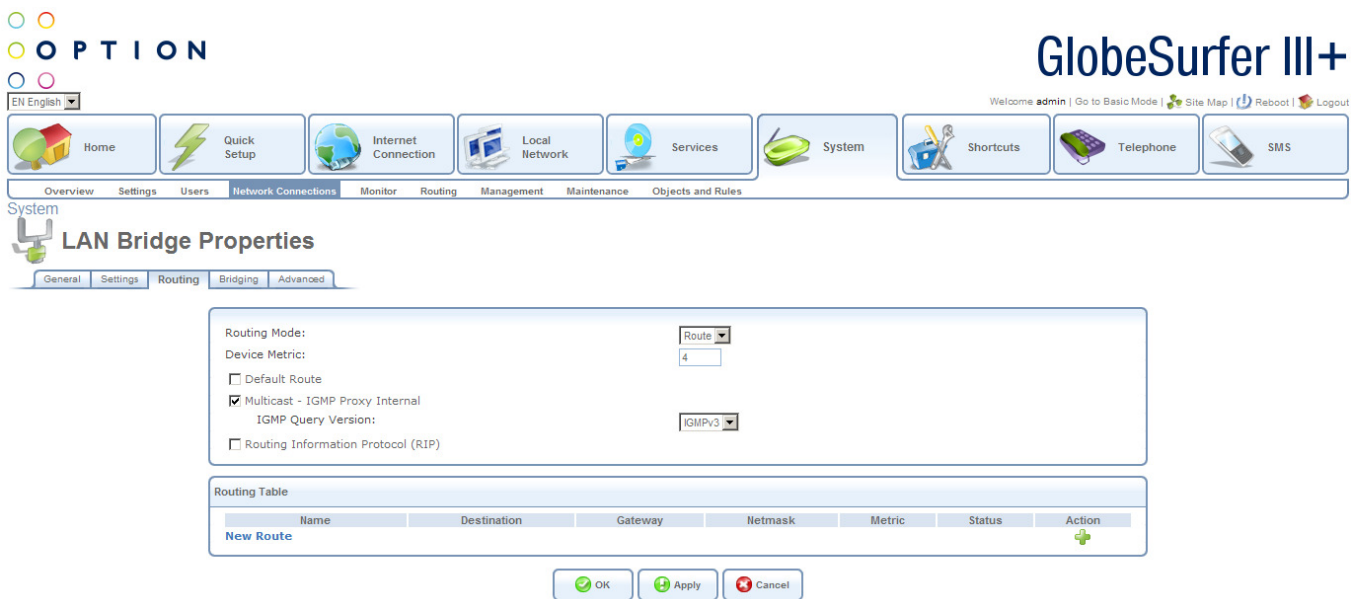 OPTION
GlobeSurfer III+
EN English
Welcome admin | Go to Basic Mode | Site Map | Reboot | Logout
Home
Quick Setup
Internet Connection
Local Network
Services
System
Shortcuts
Telephone
SMS
Overview Settings Users Network Connections Monitor Routing Management Maintenance Objects and Rules
System
LAN Bridge Properties
General Settings Routing Bridging Advanced
Routing Mode: Route
Device Metric: 4
Default Route
Multicast - IGMP Proxy Internal
IGMP Query Version: IGMPv3
Routing Information Protocol (RIP)
Routing Table
Name Destination Gateway Netmask Metric Status Action
New Route
OK Apply Cancel